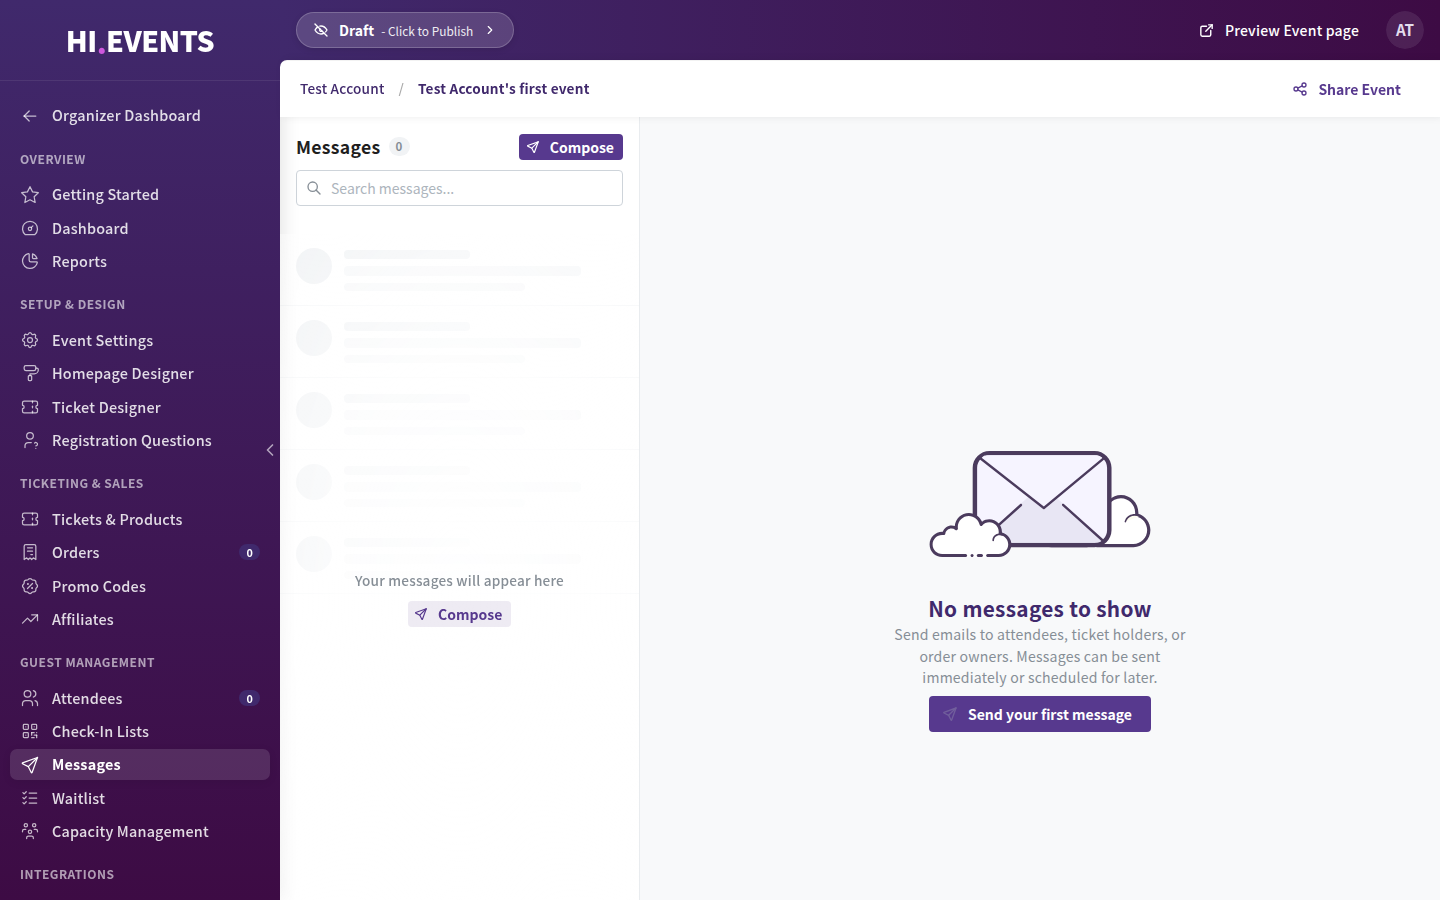 HI.EVENTS
Draft - Click to Publish
Preview Event page
AT
Organizer Dashboard
OVERVIEW
Getting Started
Dashboard
Reports
SETUP & DESIGN
Event Settings
Homepage Designer
Ticket Designer
Registration Questions
TICKETING & SALES
Tickets & Products
Orders 0
Promo Codes
Affiliates
GUEST MANAGEMENT
Attendees 0
Check-In Lists
Messages
Waitlist
Capacity Management
INTEGRATIONS
Test Account / Test Account's first event
Share Event
Messages 0
Compose
Search messages...
Your messages will appear here
Compose
No messages to show
Send emails to attendees, ticket holders, or
order owners. Messages can be sent
immediately or scheduled for later.
Send your first message